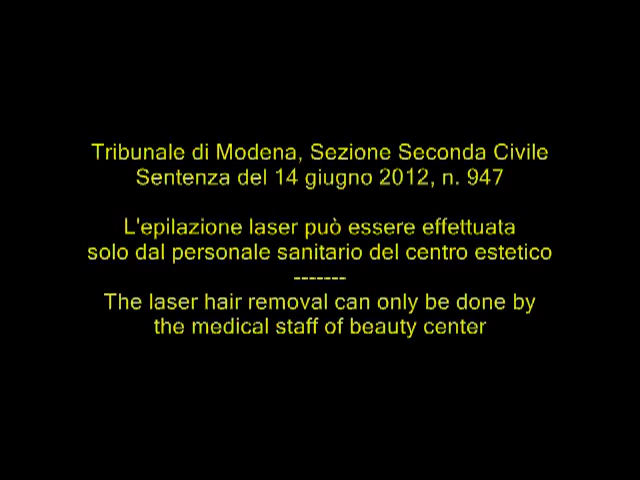 Tribunale di Modena, Sezione Seconda Civile
Sentenza del 14 giugno 2012, n. 947
L'epilazione laser può essere effettuata
solo dal personale sanitario del centro estetico
-------
The laser hair removal can only be done by
the medical staff of beauty center